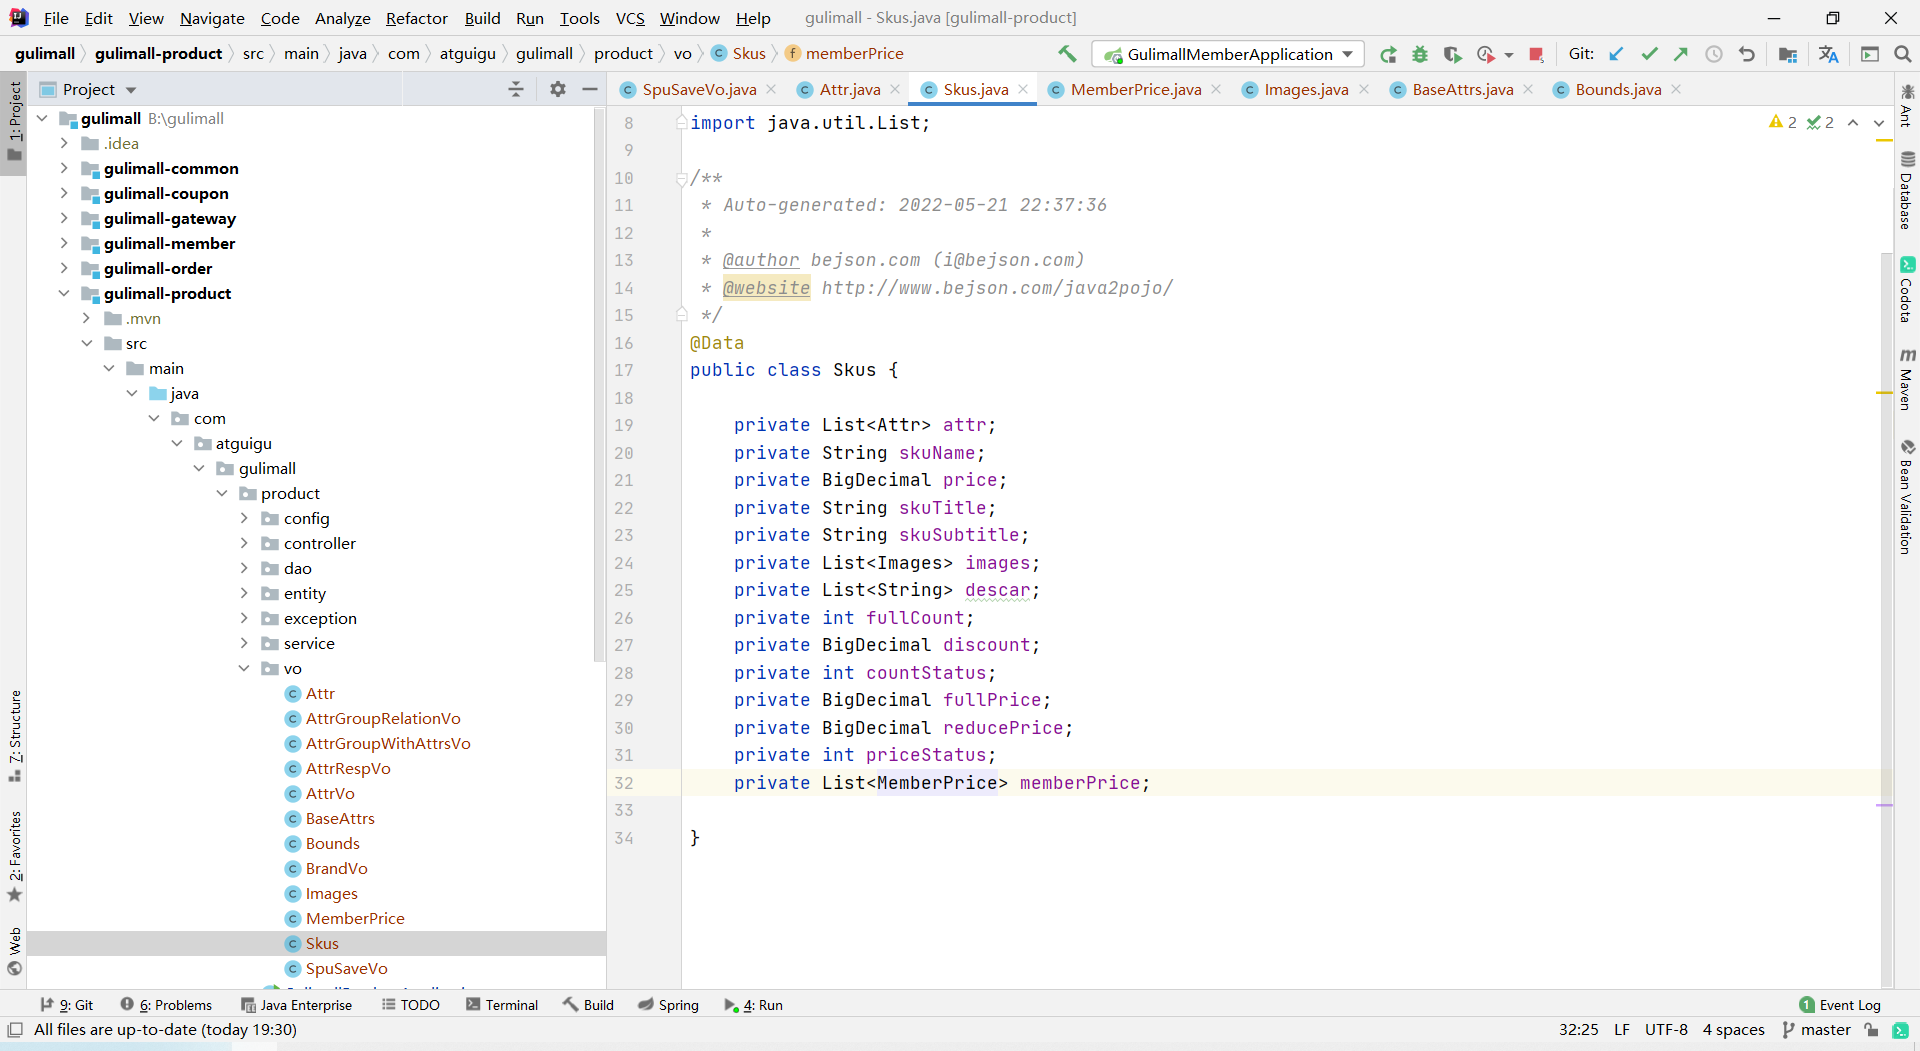 File Edit View Navigate Code Analyze Refactor Build Run Tools VCS Window Help gulimall - Skus.java [gulimall-product]
gulimall gulimall-product src main java com atguigu gulimall product vo Skus memberPrice GulimallMemberApplication Git:
Project
SpuSaveVo.java Attr.java Skus.java MemberPrice.java Images.java BaseAttrs.java Bounds.java
1: Project
7: Structure
2: Favorites
Web
gulimall B:\gulimall
.idea
gulimall-common
gulimall-coupon
gulimall-gateway
gulimall-member
gulimall-order
gulimall-product
.mvn
src
main
java
com
atguigu
gulimall
product
config
controller
dao
entity
exception
service
vo
Attr
AttrGroupRelationVo
AttrGroupWithAttrsVo
AttrRespVo
AttrVo
BaseAttrs
Bounds
BrandVo
Images
MemberPrice
Skus
SpuSaveVo
8 import java.util.List;
9
10 /**
11 * Auto-generated: 2022-05-21 22:37:36
12 *
13 * @author bejson.com (i@bejson.com)
14 * @website http://www.bejson.com/java2pojo/
15 */
16 @Data
17 public class Skus {
18
19 private List<Attr> attr;
20 private String skuName;
21 private BigDecimal price;
22 private String skuTitle;
23 private String skuSubtitle;
24 private List<Images> images;
25 private List<String> descar;
26 private int fullCount;
27 private BigDecimal discount;
28 private int countStatus;
29 private BigDecimal fullPrice;
30 private BigDecimal reducePrice;
31 private int priceStatus;
32 private List<MemberPrice> memberPrice;
33
34 }
2 2
Ant
Database
Codota
Maven
Bean Validation
9: Git 6: Problems Java Enterprise TODO Terminal Build Spring 4: Run 1 Event Log
All files are up-to-date (today 19:30) 32:25 LF UTF-8 4 spaces master